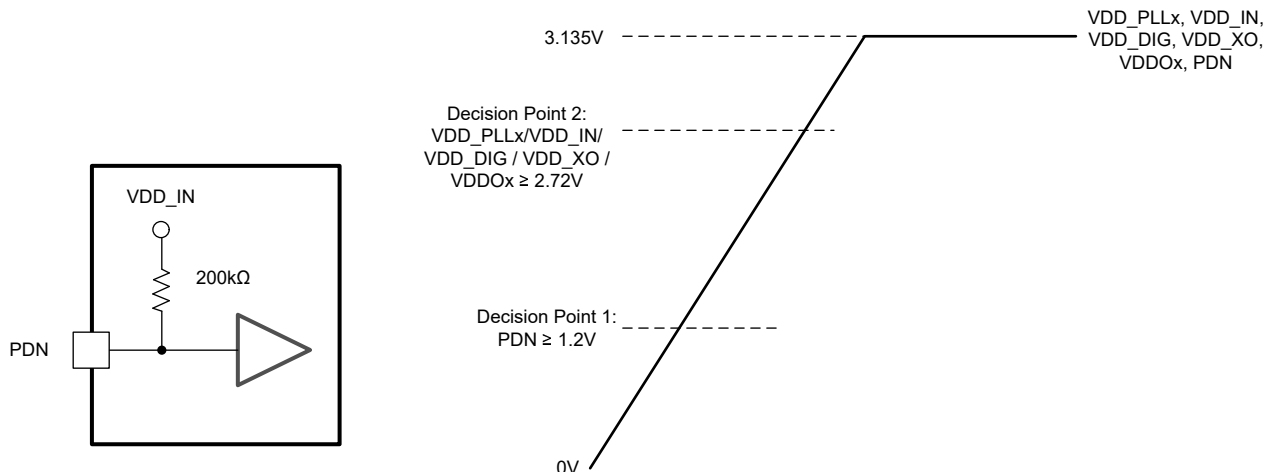 VDD_PLLx, VDD_IN,
VDD_DIG, VDD_XO,
VDDOx, PDN
3.135V
Decision Point 2:
VDD_PLLx/VDD_IN/
VDD_DIG / VDD_XO /
VDDOx ≥ 2.72V
VDD_IN
200kΩ
Decision Point 1:
PDN ≥ 1.2V
PDN
0V